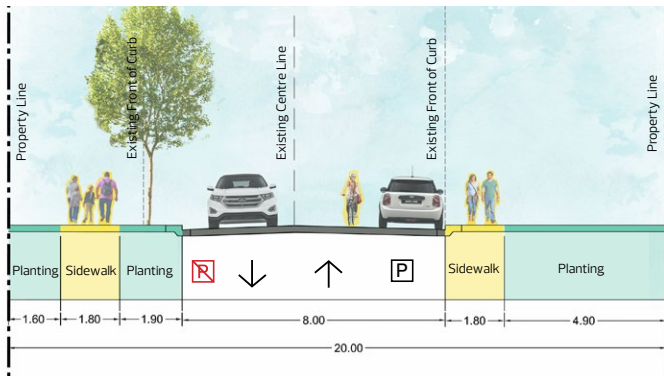 Property Line
Existing Front of Curb
Existing Centre Line
Existing Front of Curb
Property Line
Planting
Sidewalk
Planting
P
P
Sidewalk
Planting
1.60
1.80
1.90
8.00
1.80
4.90
20.00